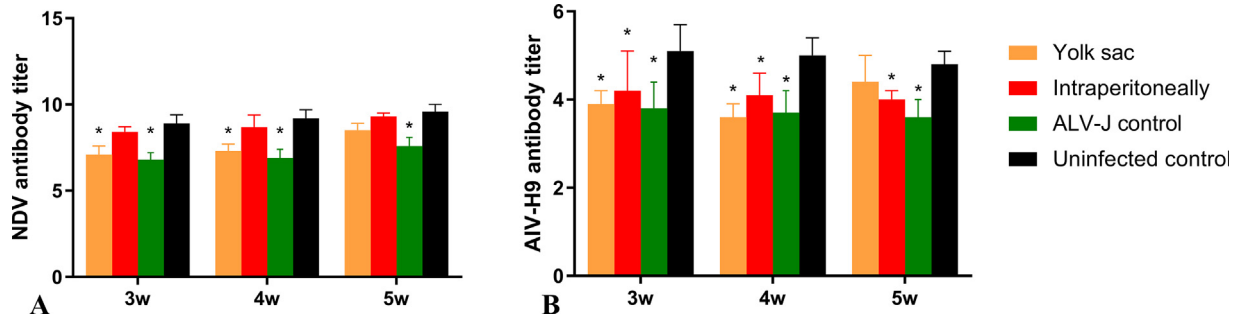 NDV antibody titer
15
10
5
0
* * * * *
3w 4w 5w
A
AIV-H9 antibody titer
6
4
2
0
* * * * * * * *
3w 4w 5w
B
Yolk sac
Intraperitoneally
ALV-J control
Uninfected control